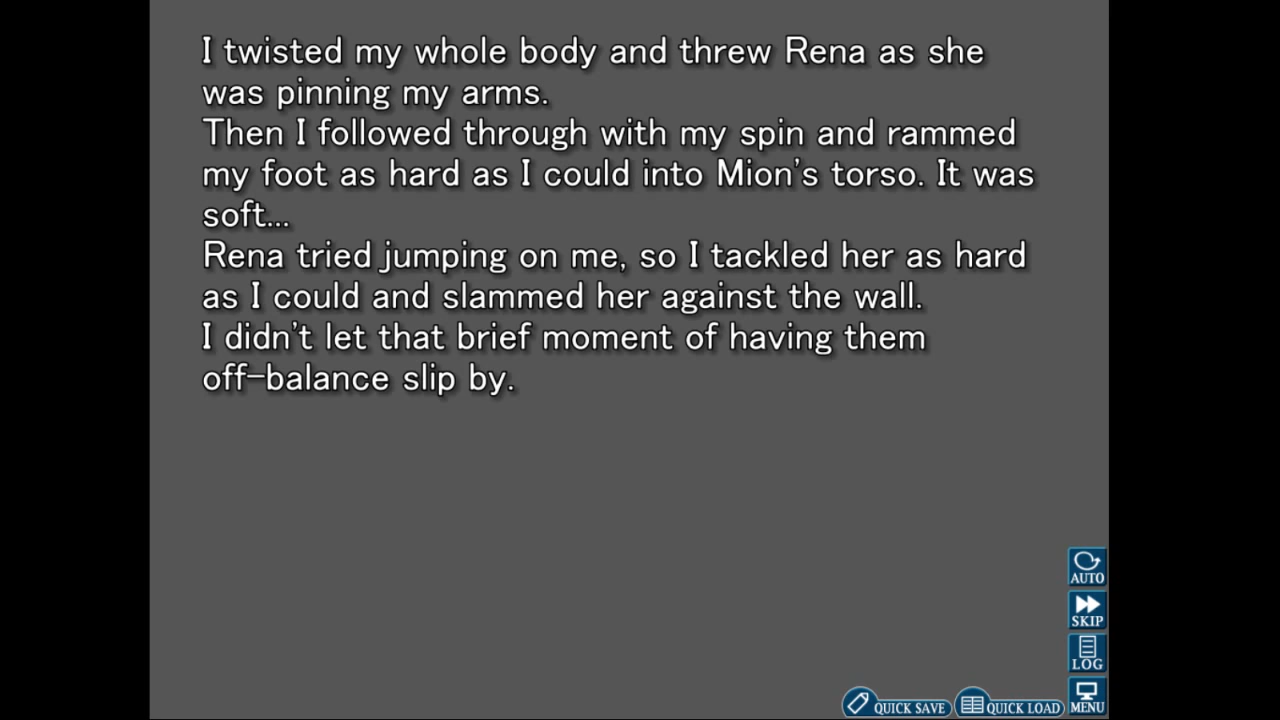 I twisted my whole body and threw Rena as she
was pinning my arms.
Then I followed through with my spin and rammed
my foot as hard as I could into Mion's torso. It was
soft...
Rena tried jumping on me, so I tackled her as hard
as I could and slammed her against the wall.
I didn't let that brief moment of having them
off-balance slip by.
AUTO
SKIP
LOG
QUICK SAVE QUICK LOAD MENU